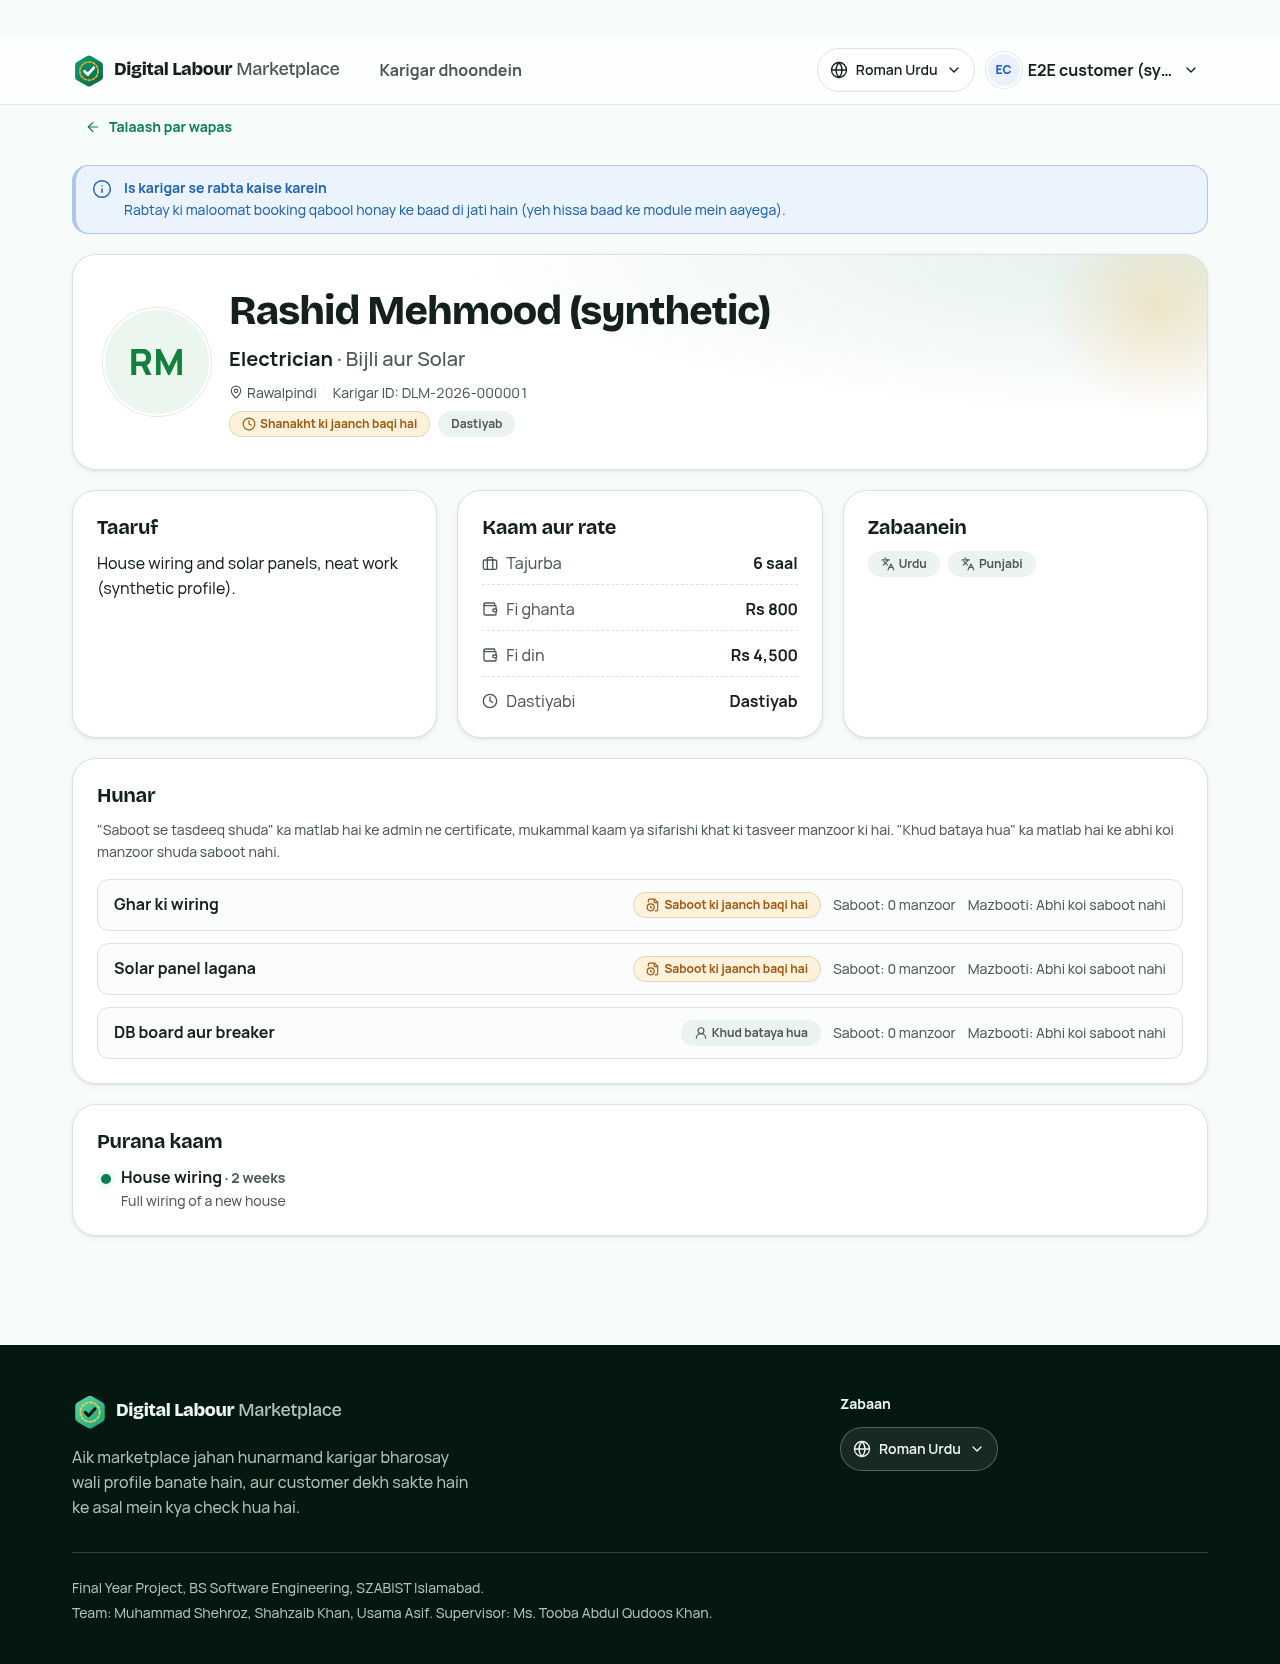 Digital Labour Marketplace
Karigar dhoondein
Roman Urdu
EC
E2E customer (sy...
Talaash par wapas
Is karigar se rabta kaise karein
Rabtay ki maloomat booking qabool honay ke baad di jati hain (yeh hissa baad ke module mein aayega).
RM
Rashid Mehmood (synthetic)
Electrician · Bijli aur Solar
Rawalpindi Karigar ID: DLM-2026-000001
Shanakht ki jaanch baqi hai Dastiyab
Taaruf
House wiring and solar panels, neat work
(synthetic profile).
Kaam aur rate
Tajurba 6 saal
Fi ghanta Rs 800
Fi din Rs 4,500
Dastiyabi Dastiyab
Zabaanein
Urdu Punjabi
Hunar
"Saboot se tasdeeq shuda" ka matlab hai ke admin ne certificate, mukammal kaam ya sifarishi khat ki tasveer manzoor ki hai. "Khud bataya hua" ka matlab hai ke abhi koi
manzoor shuda saboot nahi.
Ghar ki wiring Saboot ki jaanch baqi hai Saboot: 0 manzoor Mazbooti: Abhi koi saboot nahi
Solar panel lagana Saboot ki jaanch baqi hai Saboot: 0 manzoor Mazbooti: Abhi koi saboot nahi
DB board aur breaker Khud bataya hua Saboot: 0 manzoor Mazbooti: Abhi koi saboot nahi
Purana kaam
House wiring · 2 weeks
Full wiring of a new house
Digital Labour Marketplace
Aik marketplace jahan hunarmand karigar bharosay
wali profile banate hain, aur customer dekh sakte hain
ke asal mein kya check hua hai.
Zabaan
Roman Urdu
Final Year Project, BS Software Engineering, SZABIST Islamabad.
Team: Muhammad Shehroz, Shahzaib Khan, Usama Asif. Supervisor: Ms. Tooba Abdul Qudoos Khan.